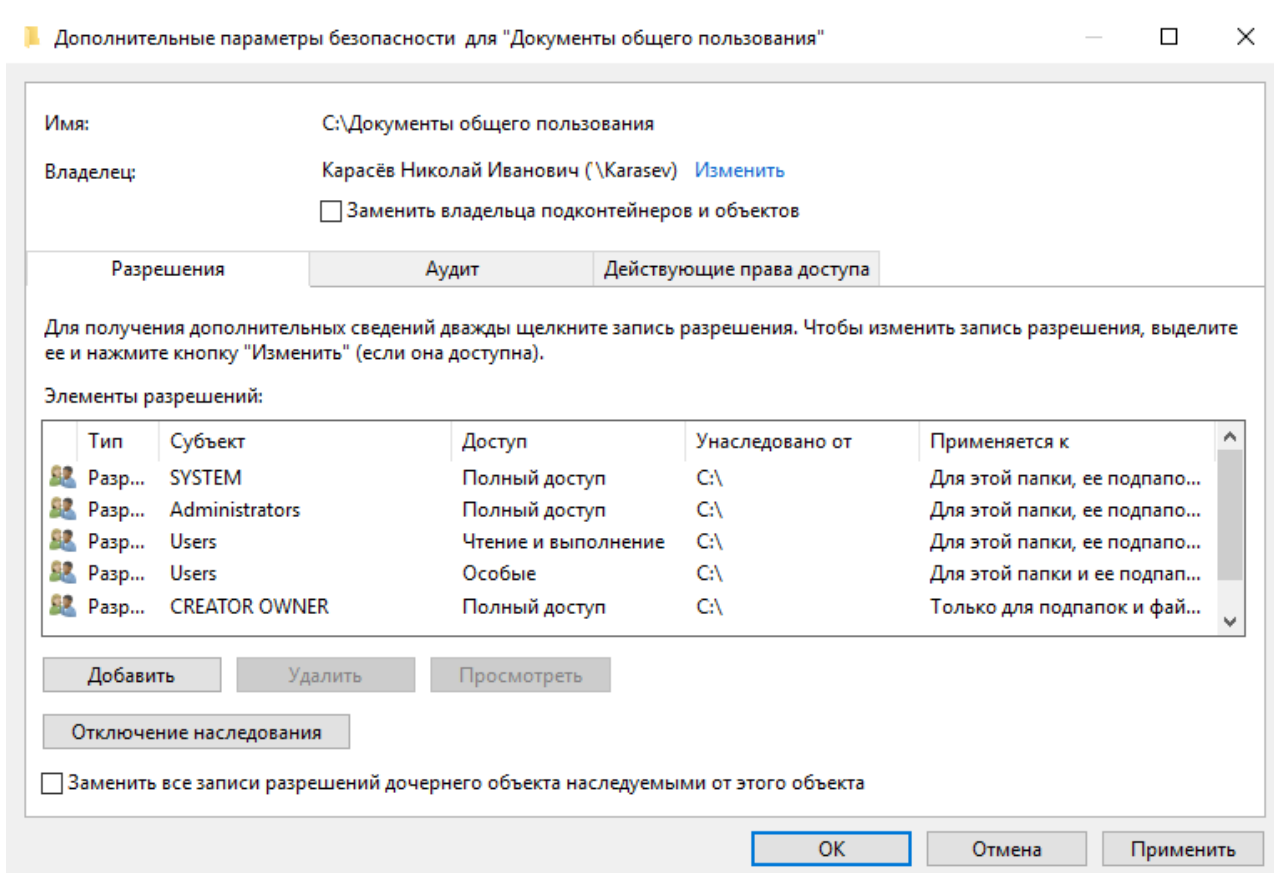 Дополнительные параметры безопасности для "Документы общего пользования"
Имя: C:\Документы общего пользования
Владелец: Карасёв Николай Иванович (\Karasev) Изменить
Заменить владельца подконтейнеров и объектов
Разрешения Аудит Действующие права доступа
Для получения дополнительных сведений дважды щелкните запись разрешения. Чтобы изменить запись разрешения, выделите
ее и нажмите кнопку "Изменить" (если она доступна).
Элементы разрешений:
Тип Субъект Доступ Унаследовано от Применяется к
Разр... SYSTEM Полный доступ C:\ Для этой папки, ее подпапо...
Разр... Administrators Полный доступ C:\ Для этой папки, ее подпапо...
Разр... Users Чтение и выполнение C:\ Для этой папки, ее подпапо...
Разр... Users Особые C:\ Для этой папки и ее подпап...
Разр... CREATOR OWNER Полный доступ C:\ Только для подпапок и фай...
Добавить Удалить Просмотреть
Отключение наследования
Заменить все записи разрешений дочернего объекта наследуемыми от этого объекта
ОК Отмена Применить